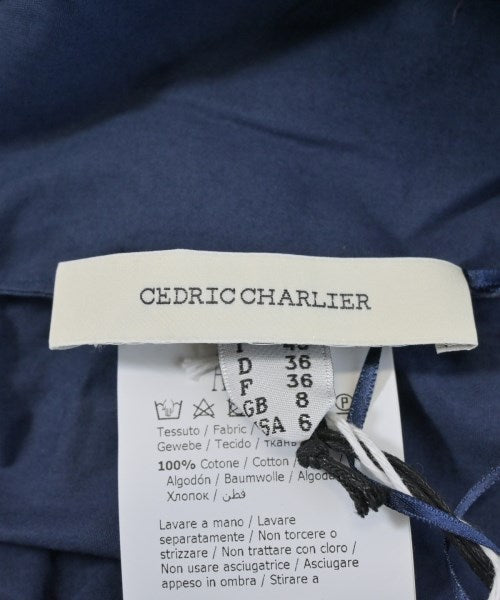 CEDRIC CHARLIER
D 36
F 36
GB 8
USA 6
P
Tessuto / Fabric /
Gewebe / Tecido / ткань
100% Cotone / Cotton /
Algodón / Baumwolle / Algod
Хлопок / قطن
Lavare a mano / Lavar
separatamente / Non torcere o
strizzare / Non trattare con cloro /
Non usare asciugatrice / Asciugare
appeso in ombra / Stirare a